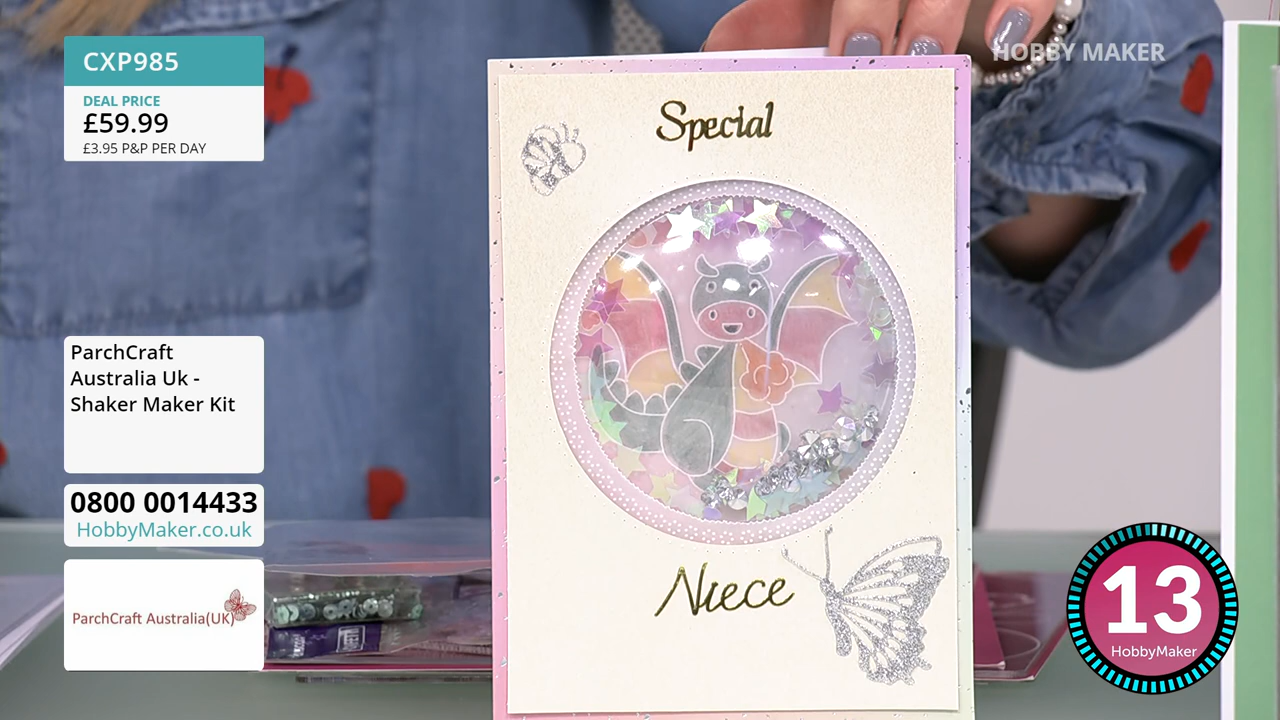 CXP985
DEAL PRICE
£59.99
£3.95 P&P PER DAY
ParchCraft
Australia Uk -
Shaker Maker Kit
0800 0014433
HobbyMaker.co.uk
ParchCraft Australia(UK)
HOBBY MAKER
Special
Niece
13
HobbyMaker